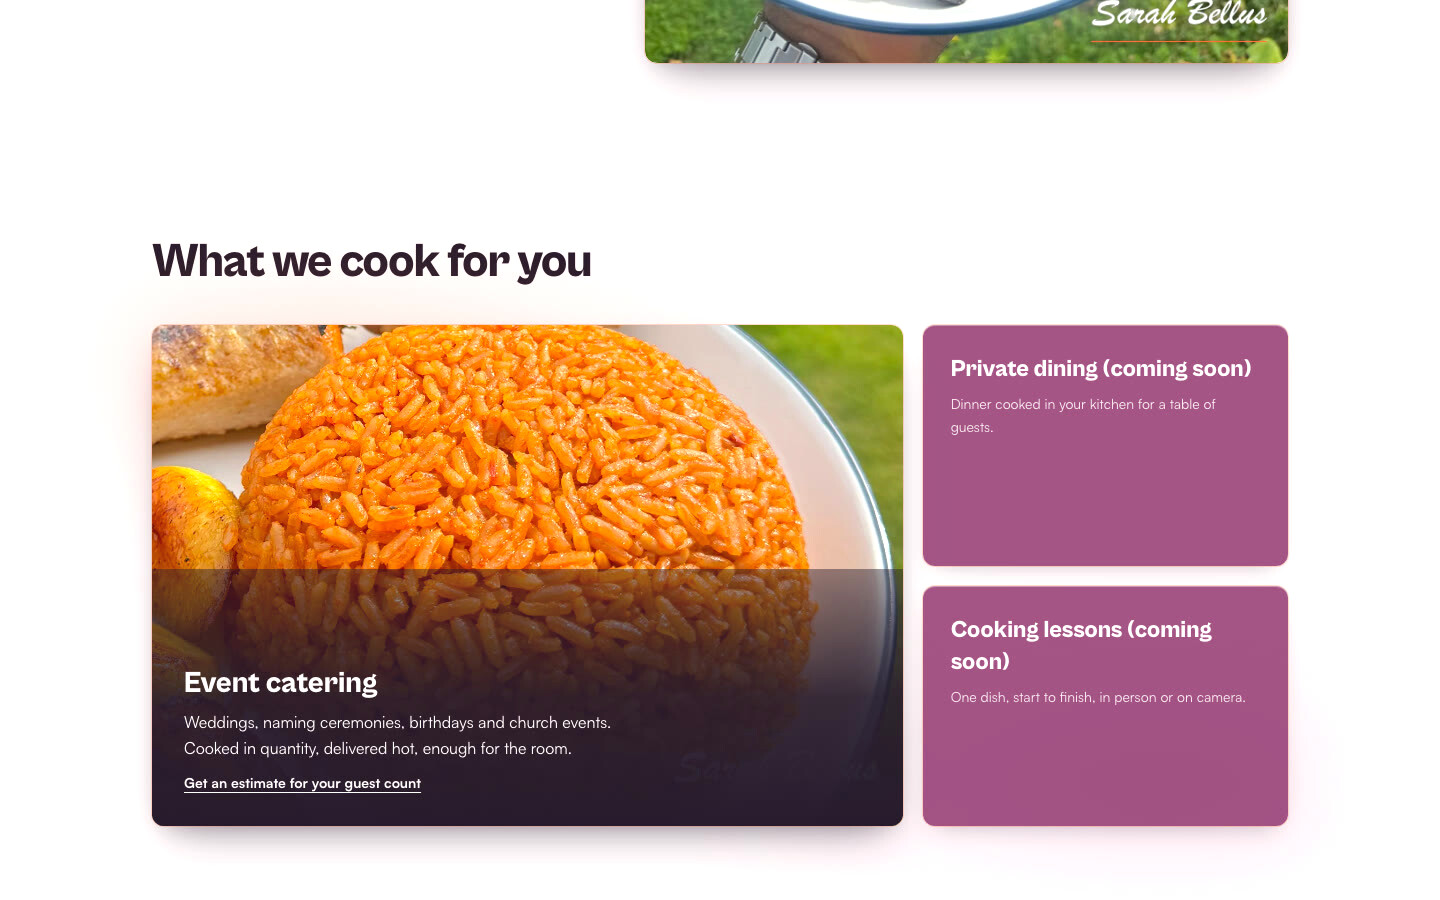 Sarah Bellus
What we cook for you
Private dining (coming soon)
Dinner cooked in your kitchen for a table of
guests.
Event catering
Weddings, naming ceremonies, birthdays and church events.
Cooked in quantity, delivered hot, enough for the room.
Get an estimate for your guest count
Cooking lessons (coming
soon)
One dish, start to finish, in person or on camera.